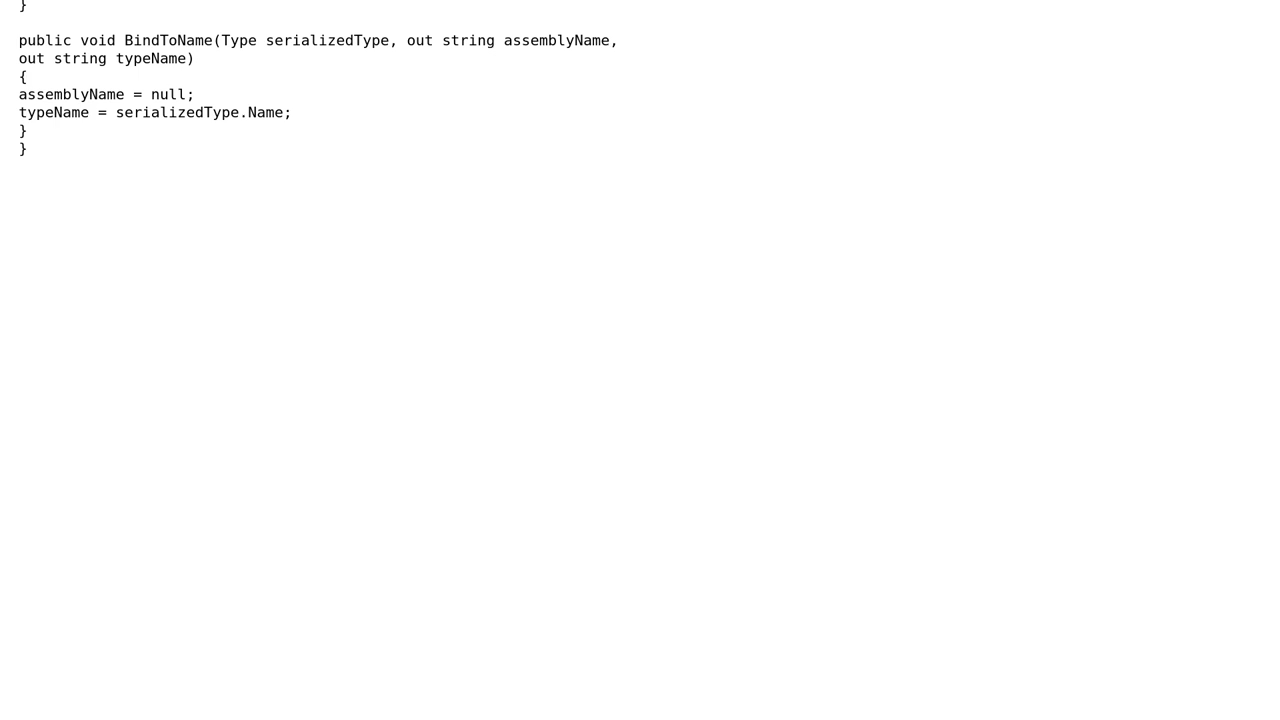 }
public void BindToName(Type serializedType, out string assemblyName,
out string typeName)
{
assemblyName = null;
typeName = serializedType.Name;
}
}